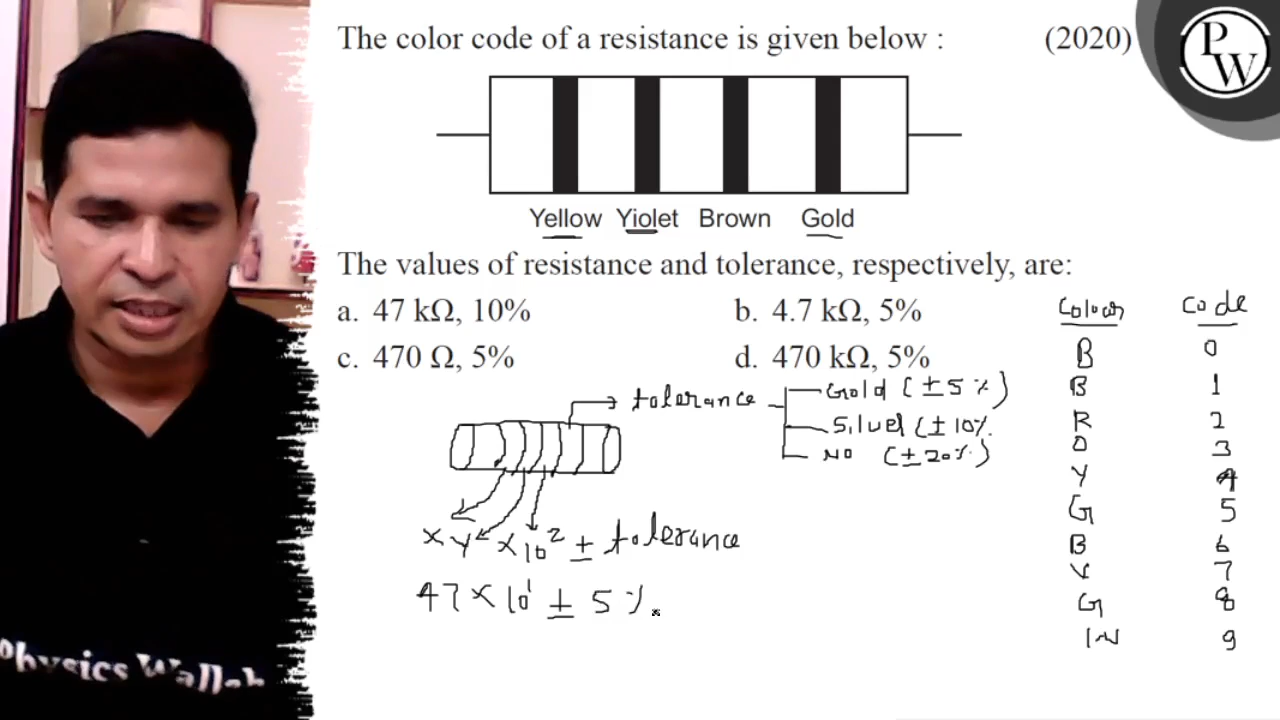 The color code of a resistance is given below : (2020)
PW
Yellow Yiolet Brown Gold
The values of resistance and tolerance, respectively, are:
a. 47 kΩ, 10% b. 4.7 kΩ, 5%
c. 470 Ω, 5% d. 470 kΩ, 5%
Colour Code
B 0
B 1
R 2
O 3
Y 4
G 5
B 6
V 7
G 8
W 9
tolerance
Gold (±5%)
Silver (±10%.
No (±20%)
XY × 10^z ± tolerance
47 × 10^1 ± 5%
Physics Wallah